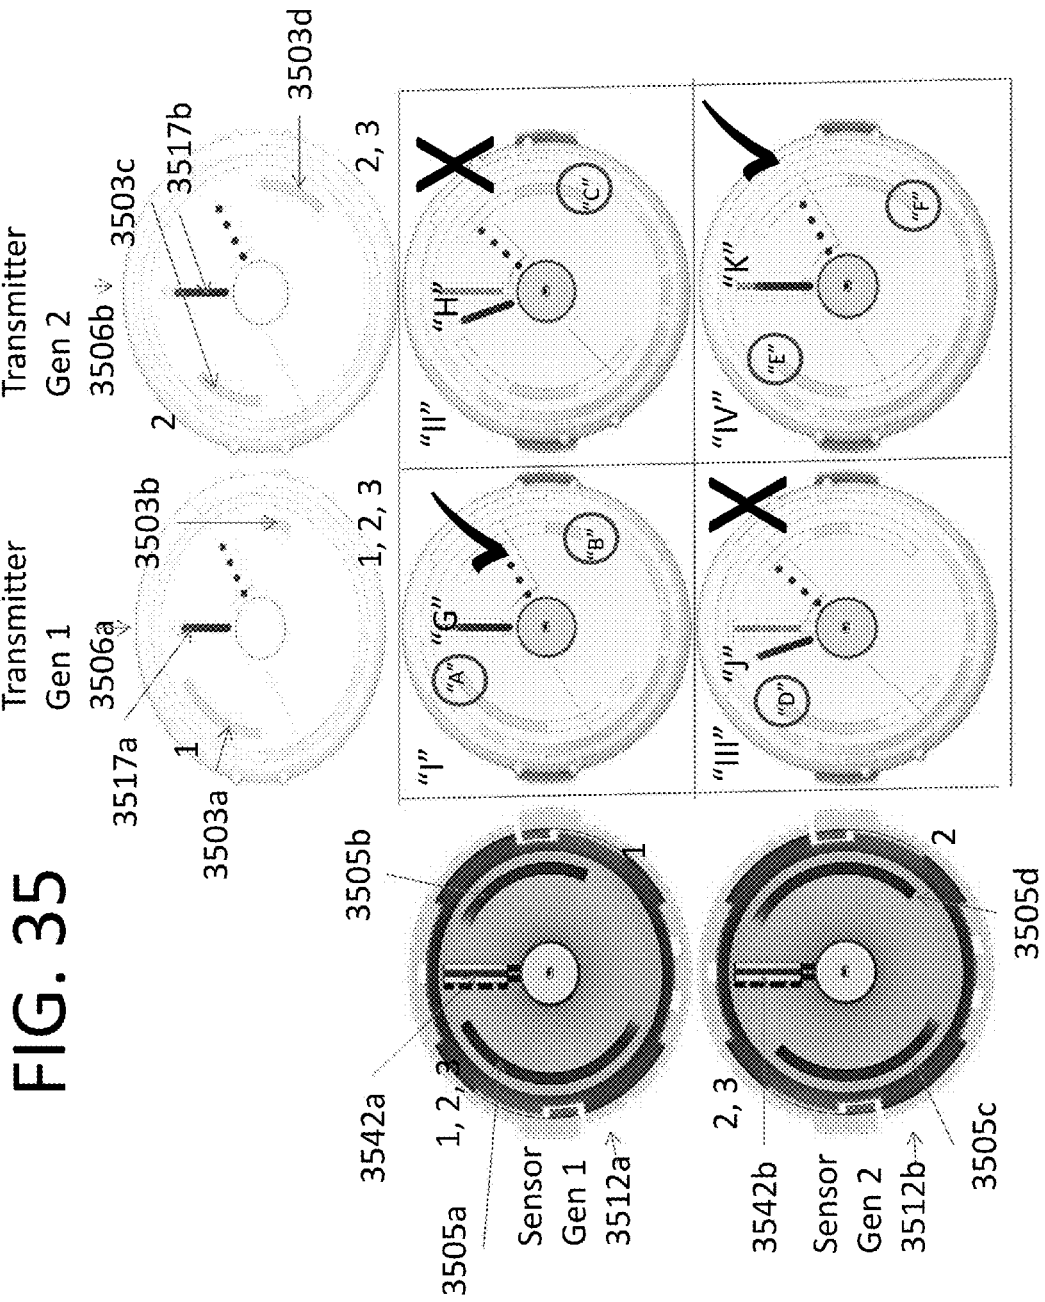 FIG. 35
Transmitter
Gen 1
3506a
Transmitter
Gen 2
3506b
3517a
3503a
1
3503b
1, 2, 3
3503c
3517b
3503d
2
2, 3
3542a
3505a
3505b
1, 2, 3
1
Sensor
Gen 1
3512a
"I"
"A"
"G"
"B"
"II"
"H"
X
"C"
3542b
2, 3
2
Sensor
Gen 2
3512b
3505c
3505d
"III"
"D"
"J"
X
"IV"
"E"
"K"
"F"